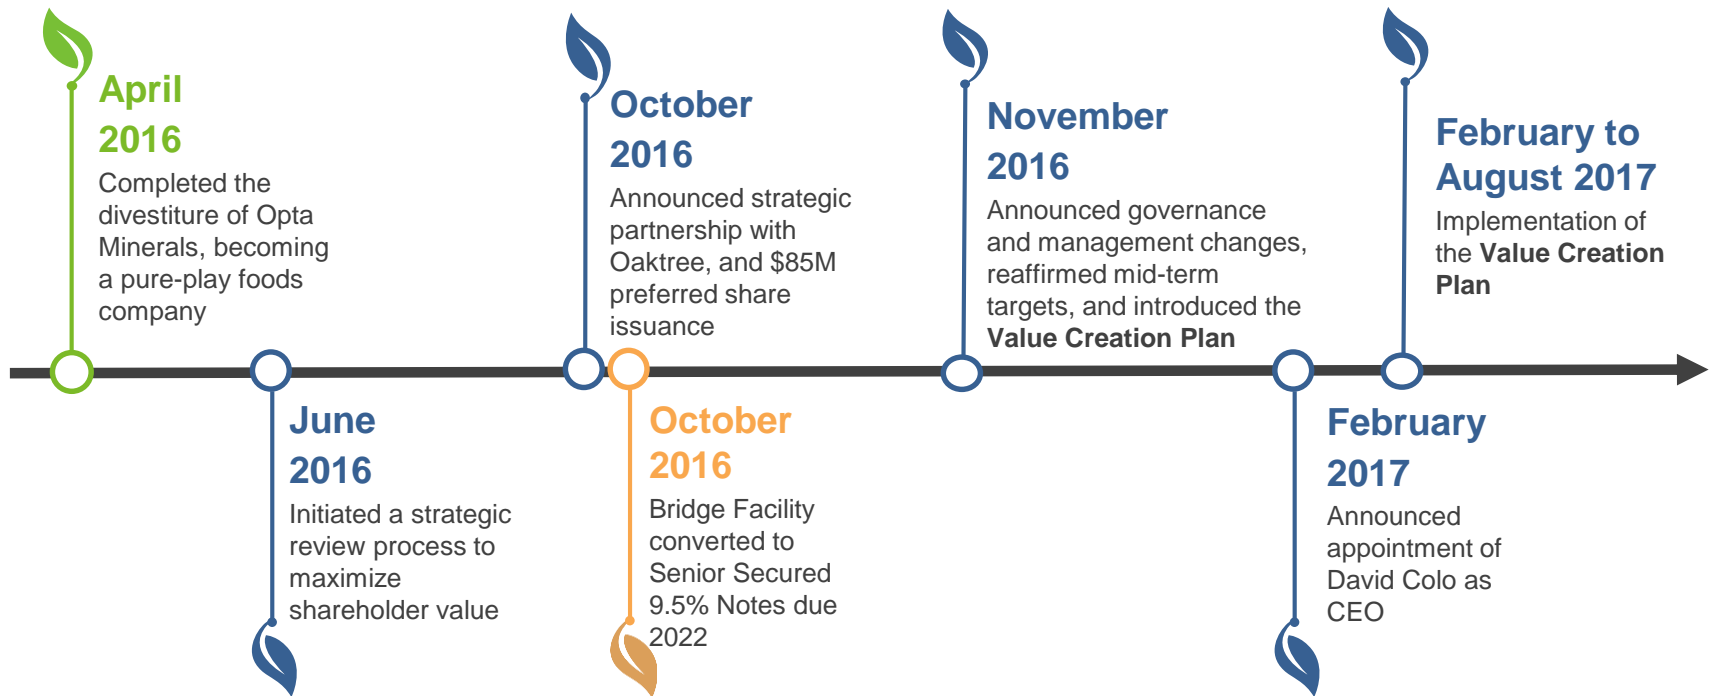 April
2016
Completed the
divestiture of Opta
Minerals, becoming
a pure-play foods
company
June
2016
Initiated a strategic
review process to
maximize
shareholder value
October
2016
Announced strategic
partnership with
Oaktree, and $85M
preferred share
issuance
October
2016
Bridge Facility
converted to
Senior Secured
9.5% Notes due
2022
November
2016
Announced governance
and management changes,
reaffirmed mid-term
targets, and introduced the
Value Creation Plan
February
2017
Announced
appointment of
David Colo as
CEO
February to
August 2017
Implementation of
the Value Creation
Plan